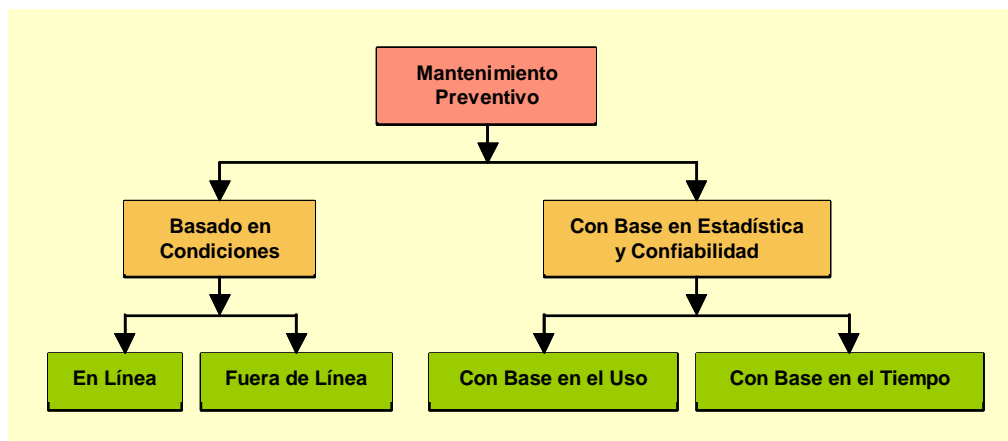 Mantenimiento
Preventivo
Basado en
Condiciones
Con Base en Estadística
y Confiabilidad
En Línea
Fuera de Línea
Con Base en el Uso
Con Base en el Tiempo